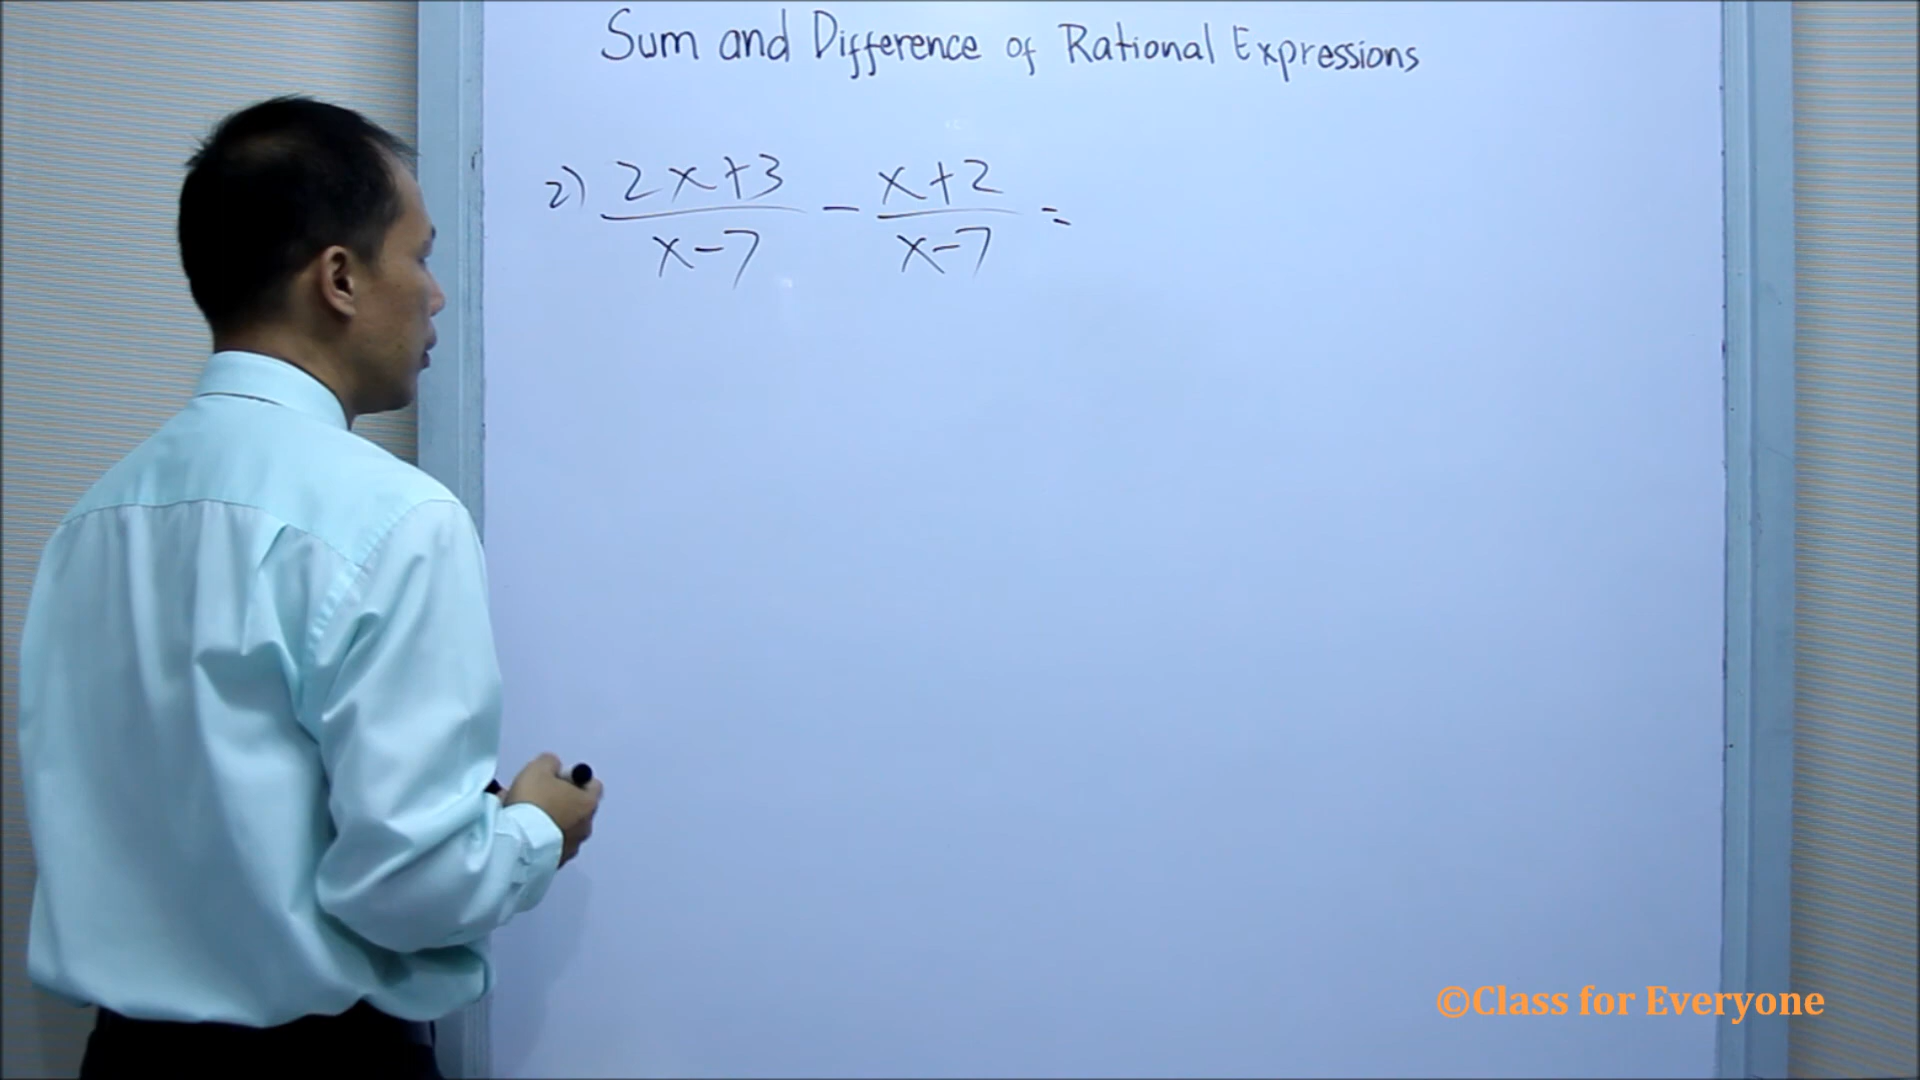 Sum and Difference of Rational Expressions
2) 2x+3 / x-7 - x+2 / x-7 =
©Class for Everyone